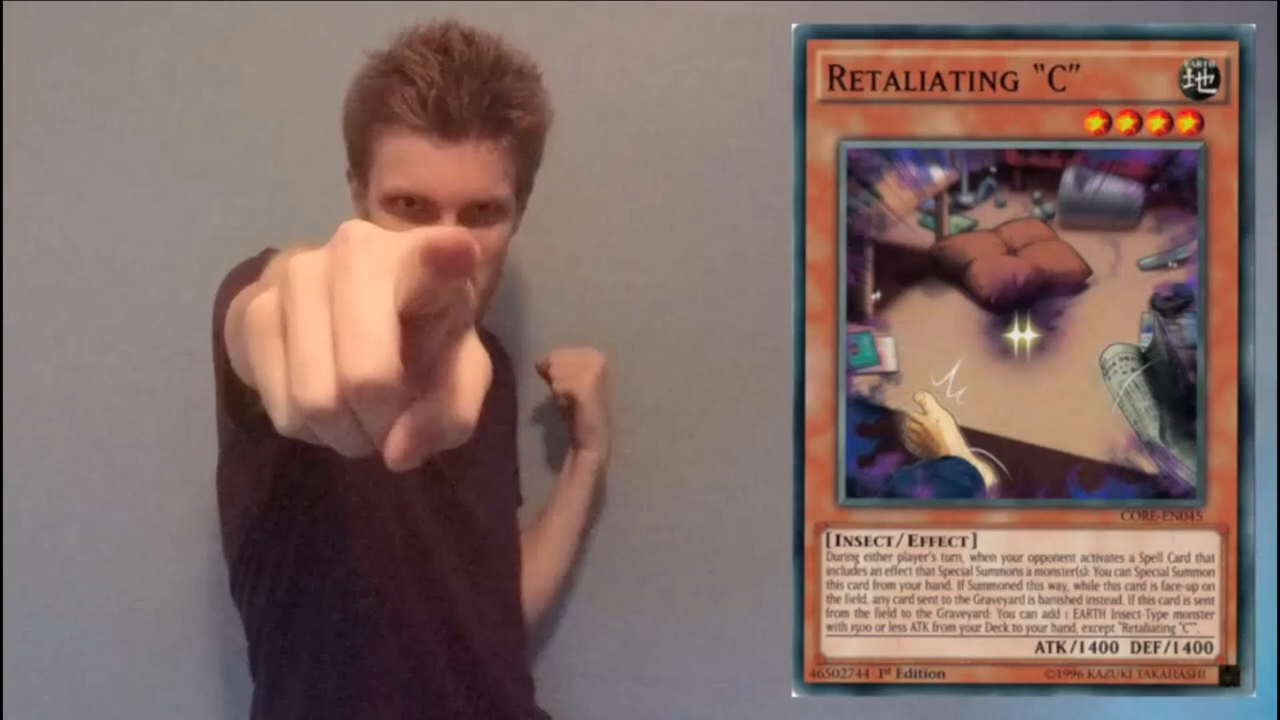 RETALIATING "C"
EARTH
地
CORE-EN045
[INSECT/EFFECT]
During either player's turn, when your opponent activates a Spell Card that
includes an effect that Special Summons a monster(s): You can Special Summon
this card from your hand. If Summoned this way, while this card is face-up on
the field, any card sent to the Graveyard is banished instead. If this card is sent
from the field to the Graveyard: You can add 1 EARTH Insect-Type monster
with 1500 or less ATK from your Deck to your hand, except "Retaliating "C"".
ATK/1400 DEF/1400
46502744 1st Edition
©1996 KAZUKI TAKAHASHI